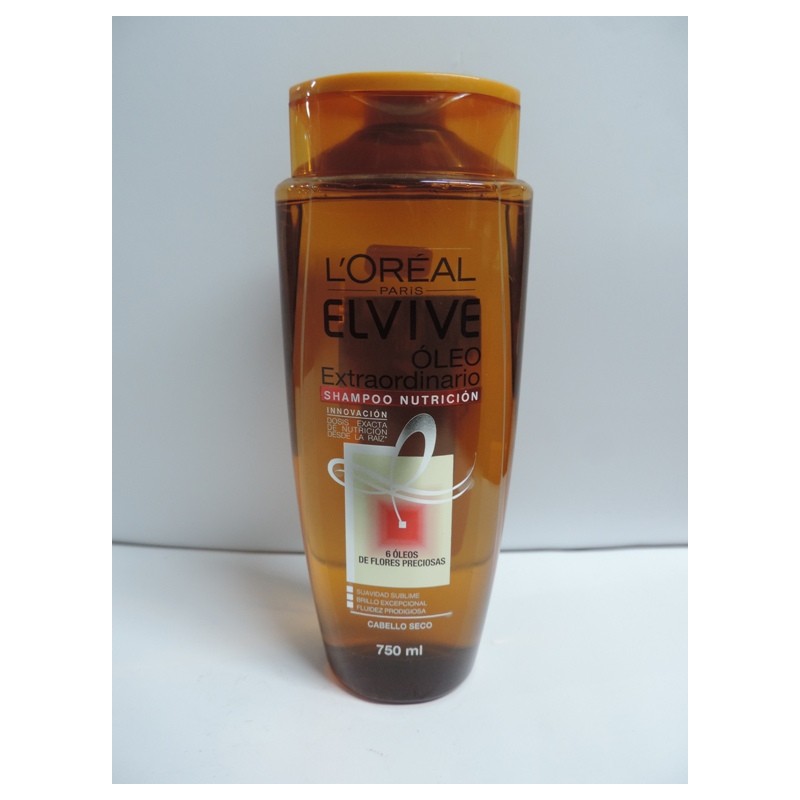 L'ORÉAL
PARIS
ELVIVE
ÓLEO
Extraordinario
SHAMPOO NUTRICIÓN
INNOVACIÓN
DOSIS EXACTA
DE NUTRICIÓN
DESDE LA RAÍZ*
6 ÓLEOS
DE FLORES PRECIOSAS
SUAVIDAD SUBLIME
BRILLO EXCEPCIONAL
FLUIDEZ PRODIGIOSA
CABELLO SECO
750 ml